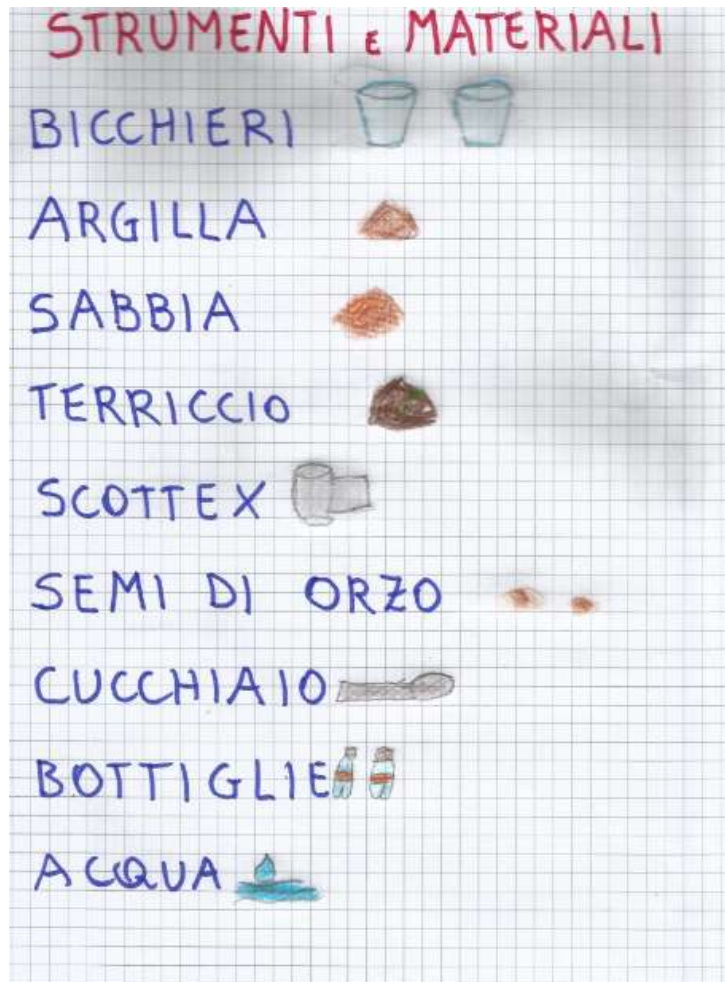 STRUMENTI E MATERIALI
BICCHIERI
ARGILLA
SABBIA
TERRICCIO
SCOTTEX
SEMI DI ORZO
CUCCHIAIO
BOTTIGLIE
ACQUA